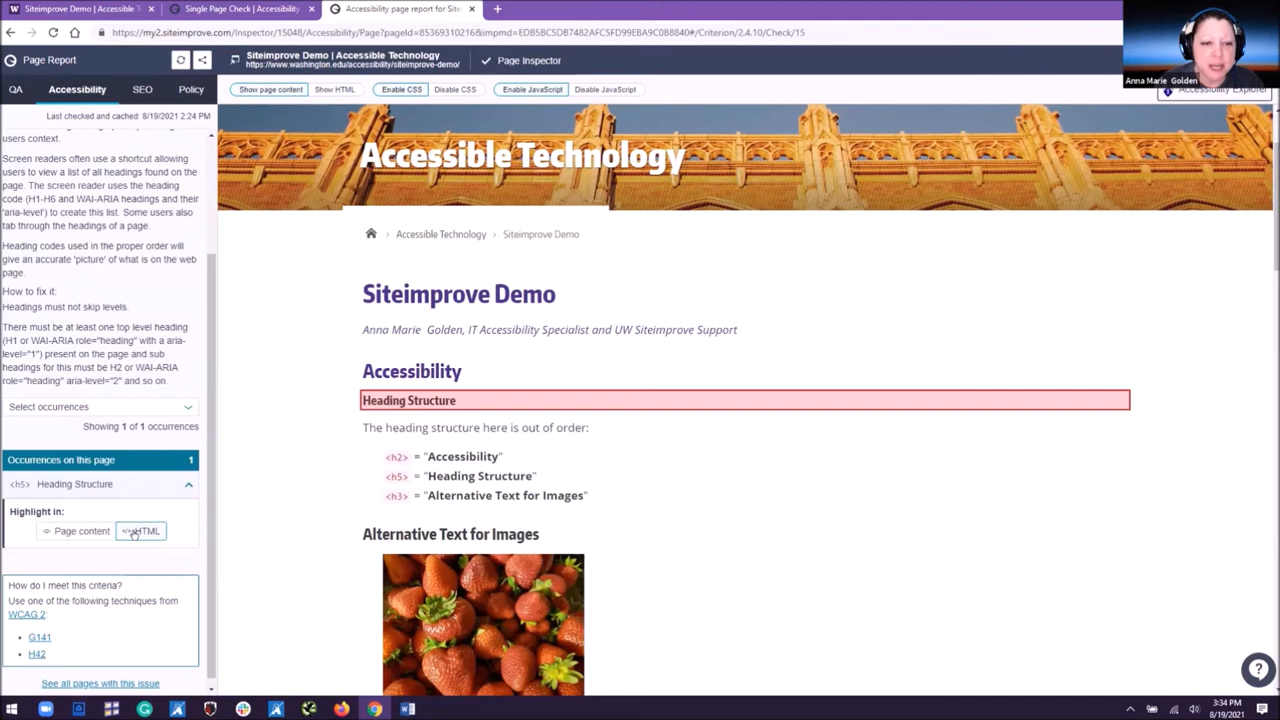 Siteimprove Demo | Accessible Te
Single Page Check | Accessibility
Accessibility page report for Site
https://my2.siteimprove.com/Inspector/15048/Accessibility/Page?pageId=85369310216&impmd=EDB5BC5DB7482AFC5FD99EBA9C0B8840#/Criterion/2.4.10/Check/15
Anna Marie Golden
Page Report
Siteimprove Demo | Accessible Technology
https://www.washington.edu/accessibility/siteimprove-demo/
Page Inspector
QA Accessibility SEO Policy
Show page content Show HTML Enable CSS Disable CSS Enable JavaScript Disable JavaScript
Accessibility Explorer
Last checked and cached: 8/19/2021 2:24 PM
users context.
Screen readers often use a shortcut allowing
users to view a list of all headings found on the
page. The screen reader uses the heading
code (H1-H6 and WAI-ARIA headings and their
'aria-level') to create this list. Some users also
tab through the headings of a page.
Heading codes used in the proper order will
give an accurate 'picture' of what is on the web
page.
How to fix it:
Headings must not skip levels.
There must be at least one top level heading
(H1 or WAI-ARIA role="heading" with a aria-
level="1") present on the page and sub
headings for this must be H2 or WAI-ARIA
role="heading" aria-level="2" and so on.
Select occurrences
Showing 1 of 1 occurrences
Occurrences on this page 1
<h5> Heading Structure
Highlight in:
<> Page content </> HTML
How do I meet this criteria?
Use one of the following techniques from
WCAG 2:
• G141
• H42
See all pages with this issue
Accessible Technology
Accessible Technology › Siteimprove Demo
Siteimprove Demo
Anna Marie Golden, IT Accessibility Specialist and UW Siteimprove Support
Accessibility
Heading Structure
The heading structure here is out of order:
<h2> = "Accessibility"
<h5> = "Heading Structure"
<h3> = "Alternative Text for Images"
Alternative Text for Images
3:34 PM
8/19/2021